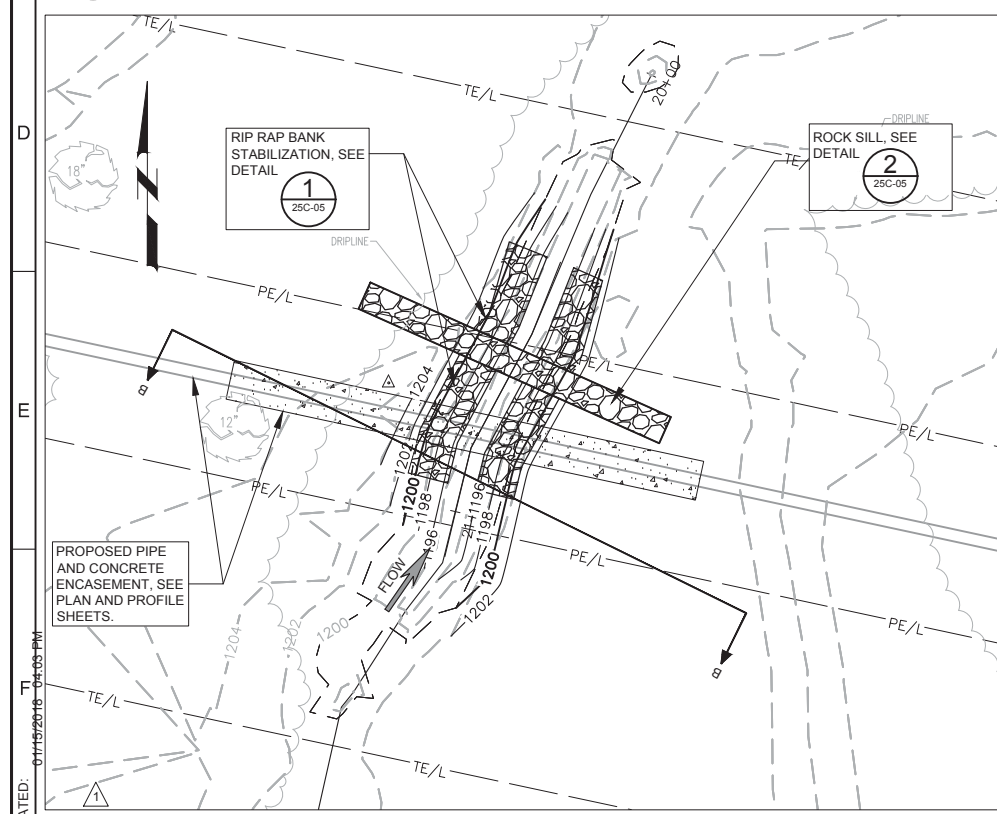 TE/L
TE/L
20+00
D
RIP RAP BANK
STABILIZATION, SEE
DETAIL
1
25C-05
DRIPLINE
ROCK SILL, SEE
DETAIL
2
25C-05
TE/
18"
DRIPLINE
PE/L
PE/L
E
B
12"
1204
1202
1200
1198
1196
21+
1196
1198
1200
1202
PE/L
PE/L
PE/L
PE/L
FLOW
PROPOSED PIPE
AND CONCRETE
ENCASEMENT, SEE
PLAN AND PROFILE
SHEETS.
1204
1202
1200
B
F
TE/L
TE/L
1
ATED:
01/15/2018 04:03 PM